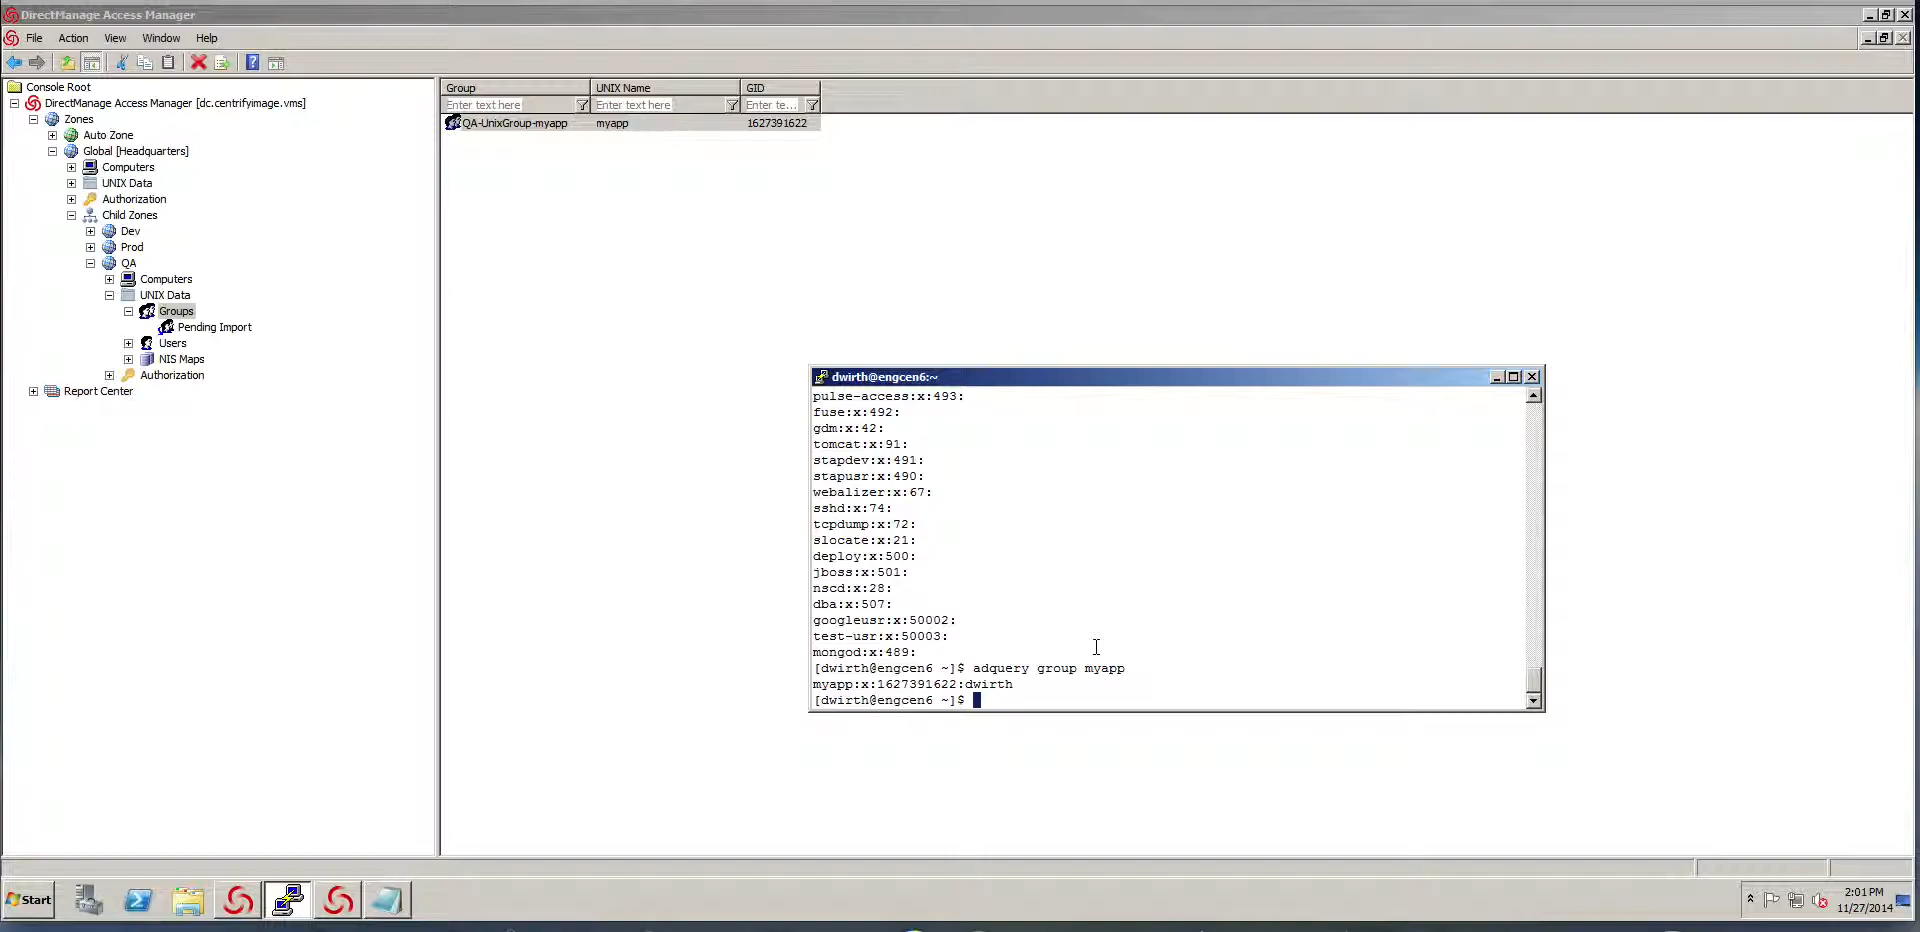 DirectManage Access Manager
File Action View Window Help
Console Root
DirectManage Access Manager [dc.centrifyimage.vms]
Zones
Auto Zone
Global [Headquarters]
Computers
UNIX Data
Authorization
Child Zones
Dev
Prod
QA
Computers
UNIX Data
Groups
Pending Import
Users
NIS Maps
Authorization
Report Center
Group UNIX Name GID
Enter text here Enter text here Enter te...
QA-UnixGroup-myapp myapp 1627391622
dwirth@engcen6:~
pulse-access:x:493:
fuse:x:492:
gdm:x:42:
tomcat:x:91:
stapdev:x:491:
stapusr:x:490:
webalizer:x:67:
sshd:x:74:
tcpdump:x:72:
slocate:x:21:
deploy:x:500:
jboss:x:501:
nscd:x:28:
dba:x:507:
googleusr:x:50002:
test-usr:x:50003:
mongod:x:489:
[dwirth@engcen6 ~]$ adquery group myapp
myapp:x:1627391622:dwirth
[dwirth@engcen6 ~]$
Start
2:01 PM
11/27/2014